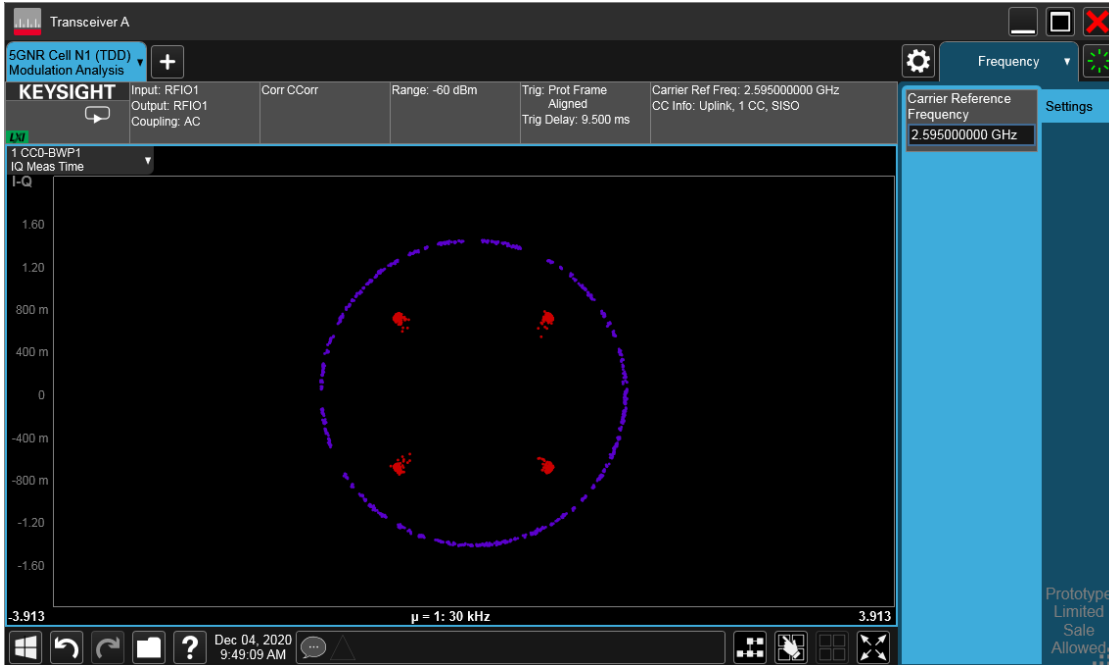 Transceiver A
5GNR Cell N1 (TDD)
Modulation Analysis
+
Frequency
KEYSIGHT
LXI
Input: RFIO1
Output: RFIO1
Coupling: AC
Corr CCorr
Range: -60 dBm
Trig: Prot Frame
Aligned
Trig Delay: 9.500 ms
Carrier Ref Freq: 2.595000000 GHz
CC Info: Uplink, 1 CC, SISO
Carrier Reference
Frequency
2.595000000 GHz
Settings
1 CC0-BWP1
IQ Meas Time
I-Q
1.60
1.20
800 m
400 m
0
-400 m
-800 m
-1.20
-1.60
-3.913
µ = 1: 30 kHz
3.913
Prototype
Limited
Sale
Allowed
?
Dec 04, 2020
9:49:09 AM